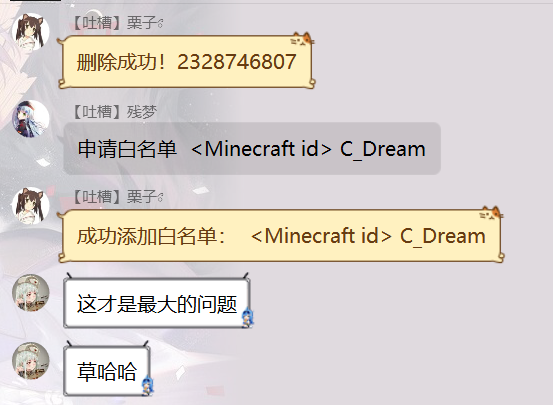 【吐槽】栗子♂
删除成功！2328746807
【吐槽】残梦
申请白名单 <Minecraft id> C_Dream
【吐槽】栗子♂
成功添加白名单： <Minecraft id> C_Dream
这才是最大的问题
草哈哈